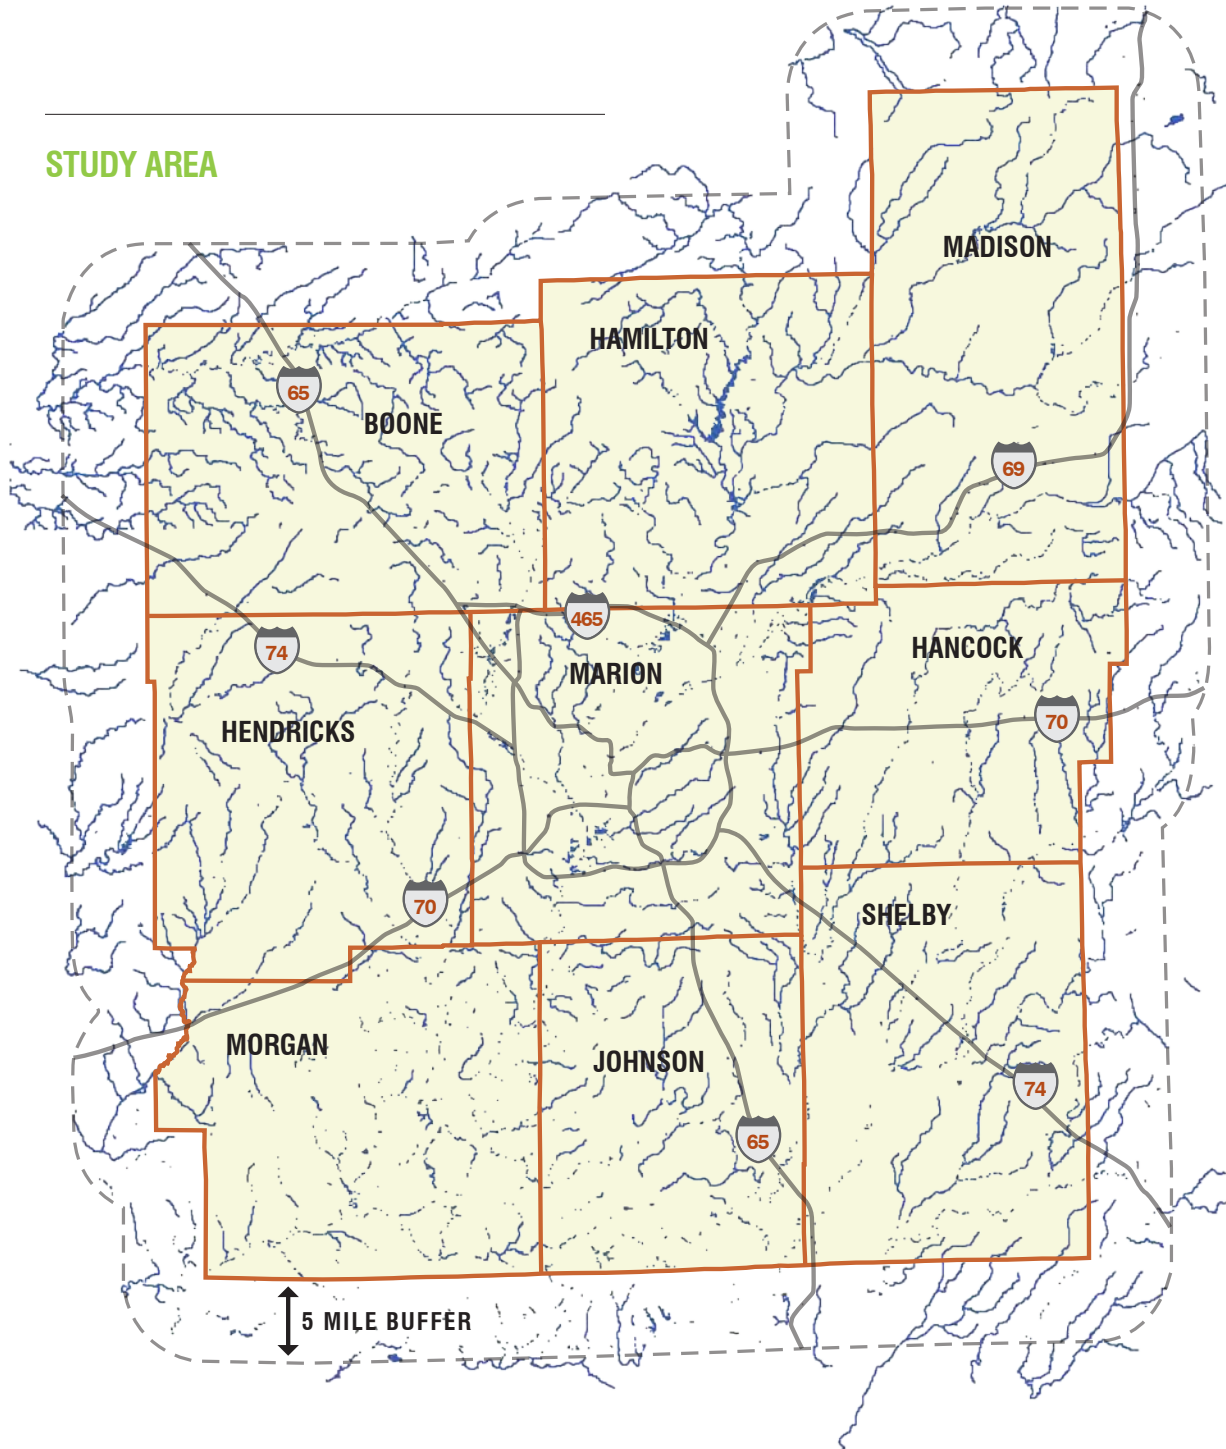 STUDY AREA
MADISON
HAMILTON
65
BOONE
69
465
74
HANCOCK
MARION
70
HENDRICKS
70
SHELBY
MORGAN
JOHNSON
74
65
5 MILE BUFFER